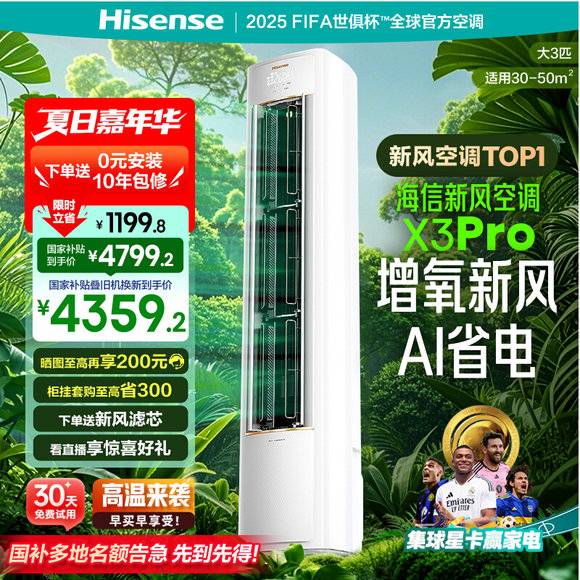 Hisense | 2025 FIFA世俱杯™全球官方空调
大3匹
适用30-50m²
Hisense
夏日嘉年华
下单送 0元安装
10年包修
限时
立省
¥1199.8
国家补贴
到手价 ¥4799.2
国家补贴叠旧机换新到手价
¥4359.2
晒图至高再享200元
柜挂套购至高省300
下单送新风滤芯
看直播享惊喜好礼
30天+
免费试用
高温来袭
早买早享受!
国补多地名额告急 先到先得!
新风空调TOP1
海信新风空调
X3Pro
增氧新风
AI省电
集球星卡赢家电